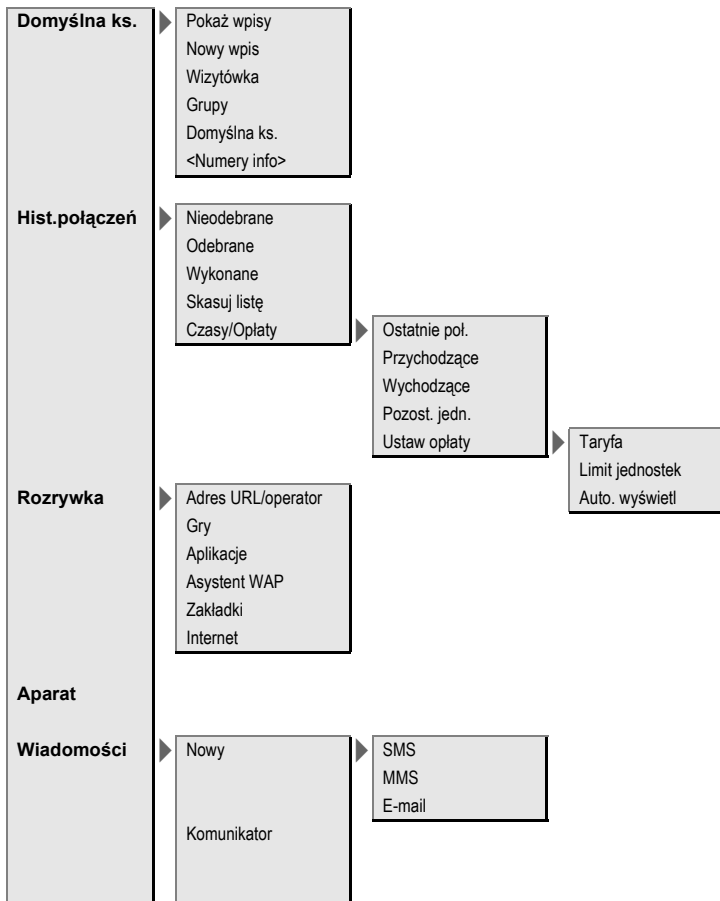 Domyślna ks.
Pokaż wpisy
Nowy wpis
Wizytówka
Grupy
Domyślna ks.
<Numery info>
Hist.połączeń
Nieodebrane
Odebrane
Wykonane
Skasuj listę
Czasy/Opłaty
Ostatnie poł.
Przychodzące
Wychodzące
Pozost. jedn.
Ustaw opłaty
Taryfa
Limit jednostek
Auto. wyświetl
Rozrywka
Adres URL/operator
Gry
Aplikacje
Asystent WAP
Zakładki
Internet
Aparat
Wiadomości
Nowy
SMS
MMS
E-mail
Komunikator